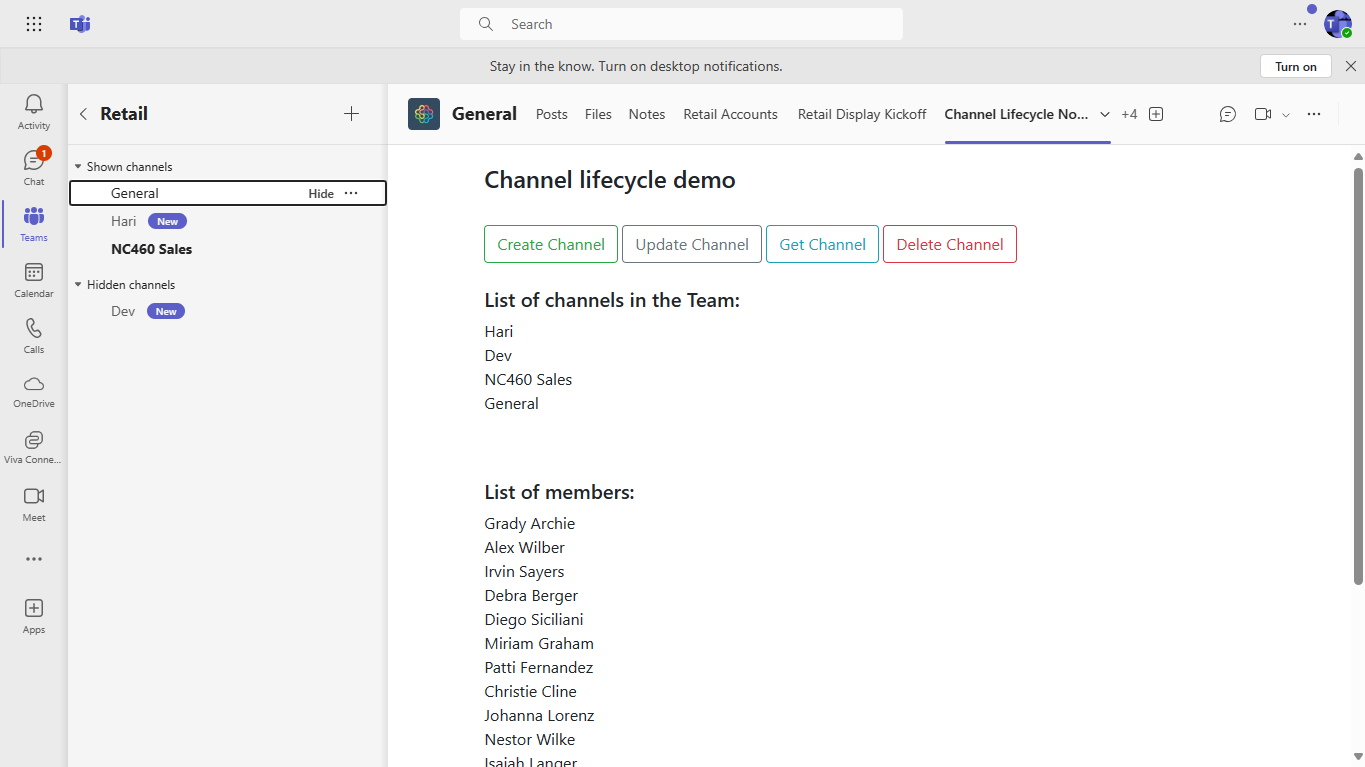 Search
Stay in the know. Turn on desktop notifications.
Turn on
Activity
1
Chat
Teams
Calendar
Calls
OneDrive
Viva Conne...
Meet
Apps
Retail
Shown channels
General Hide
Hari New
NC460 Sales
Hidden channels
Dev New
General Posts Files Notes Retail Accounts Retail Display Kickoff Channel Lifecycle No... +4
Channel lifecycle demo
Create Channel Update Channel Get Channel Delete Channel
List of channels in the Team:
Hari
Dev
NC460 Sales
General
List of members:
Grady Archie
Alex Wilber
Irvin Sayers
Debra Berger
Diego Siciliani
Miriam Graham
Patti Fernandez
Christie Cline
Johanna Lorenz
Nestor Wilke
Isaiah Langer